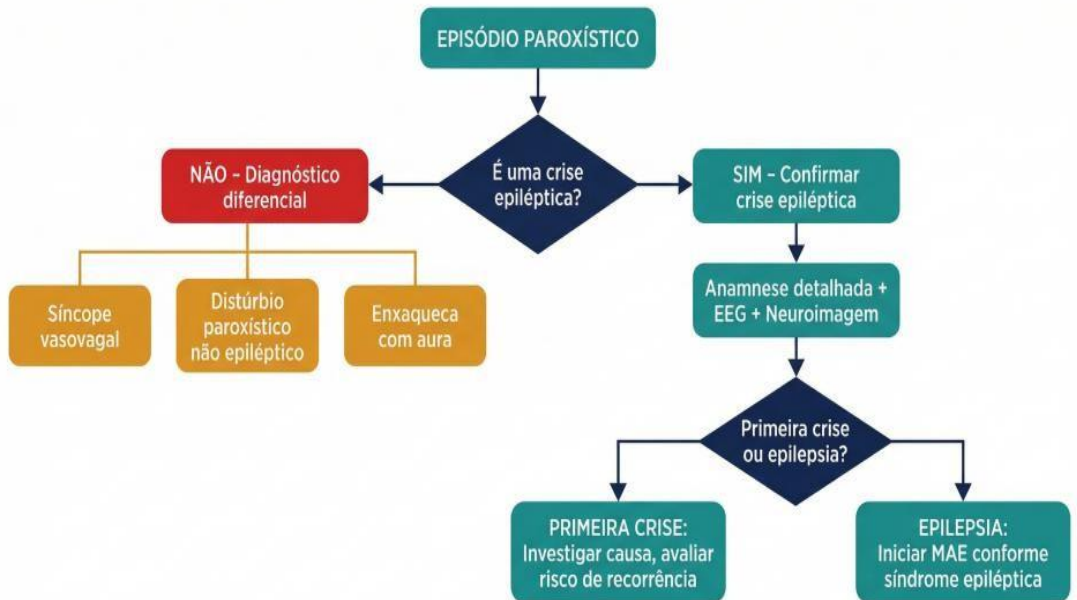 EPISÓDIO PAROXÍSTICO
É uma crise
epiléptica?
NÃO – Diagnóstico
diferencial
SIM – Confirmar
crise epiléptica
Síncope
vasovagal
Distúrbio
paroxístico
não epiléptico
Enxaqueca
com aura
Anamnese detalhada +
EEG + Neuroimagem
Primeira crise
ou epilepsia?
PRIMEIRA CRISE:
Investigar causa, avaliar
risco de recorrência
EPILEPSIA:
Iniciar MAE conforme
síndrome epiléptica